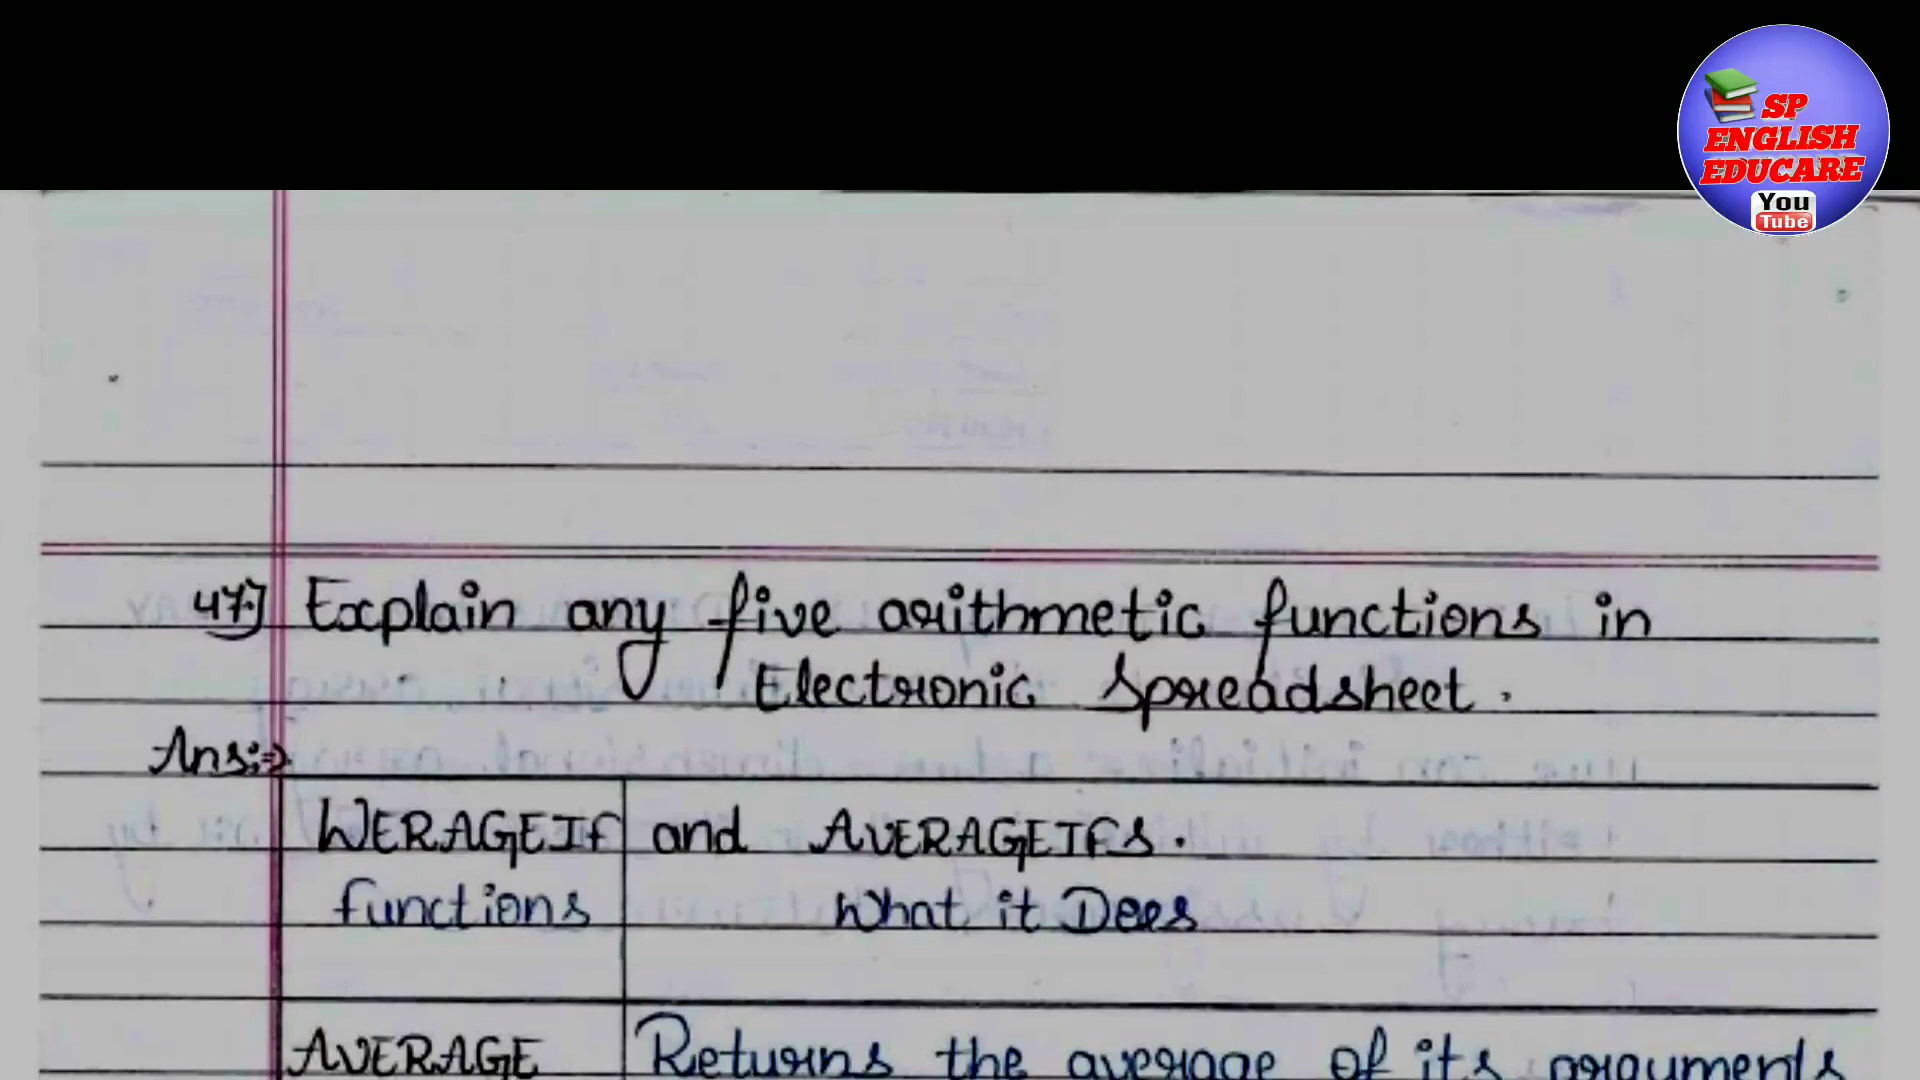 SP
ENGLISH
EDUCARE
You
Tube
47.] Explain any five arithmetic functions in
Electronic Spreadsheet.
Ans:⇒
WERAGEIf and AVERAGEIFS.
functions What it Does
AVERAGE Returns the average of its arguments